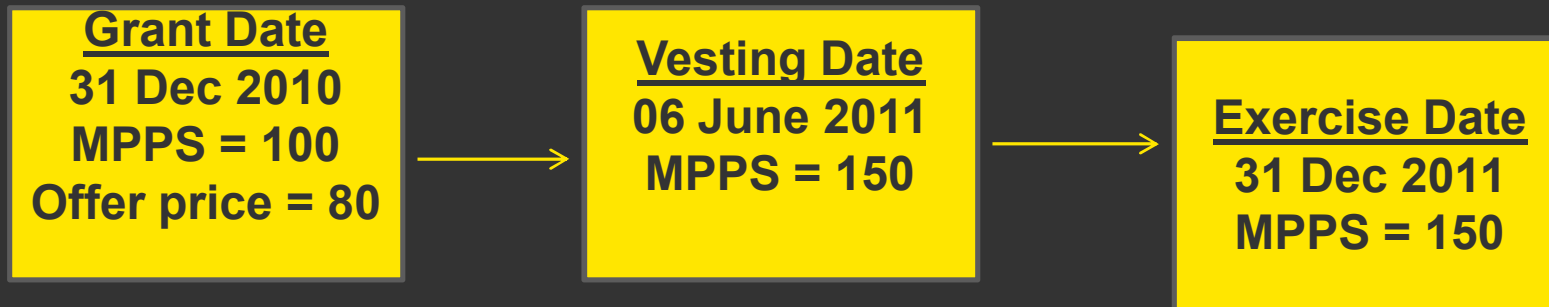 Grant Date
31 Dec 2010
MPPS = 100
Offer price = 80
Vesting Date
06 June 2011
MPPS = 150
Exercise Date
31 Dec 2011
MPPS = 150